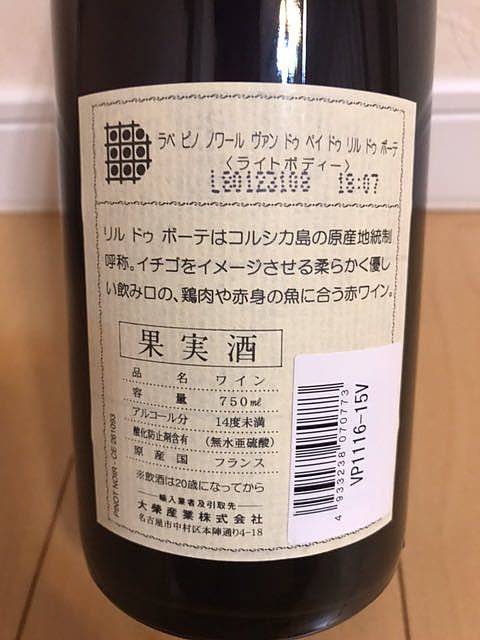 ラベ ピノ ノワール ヴァン ドゥ ペイ ドゥ リル ドゥ ボーテ
〈ライトボディー〉
L80123108 18:07
リル ドゥ ボーテはコルシカ島の原産地統制
呼称。イチゴをイメージさせる柔らかく優し
い飲み口の、鶏肉や赤身の魚に合う赤ワイン。
果実酒
品名 ワイン
容量 750㎖
アルコール分 14度未満
酸化防止剤含有 (無水亜硫酸)
原産国 フランス
※飲酒は20歳になってから
輸入業者及引取先
大榮産業株式会社
名古屋市中村区本陣通り4-18
PINOT NOIR - CE 261093
4 933238 070773
VP1116-15V